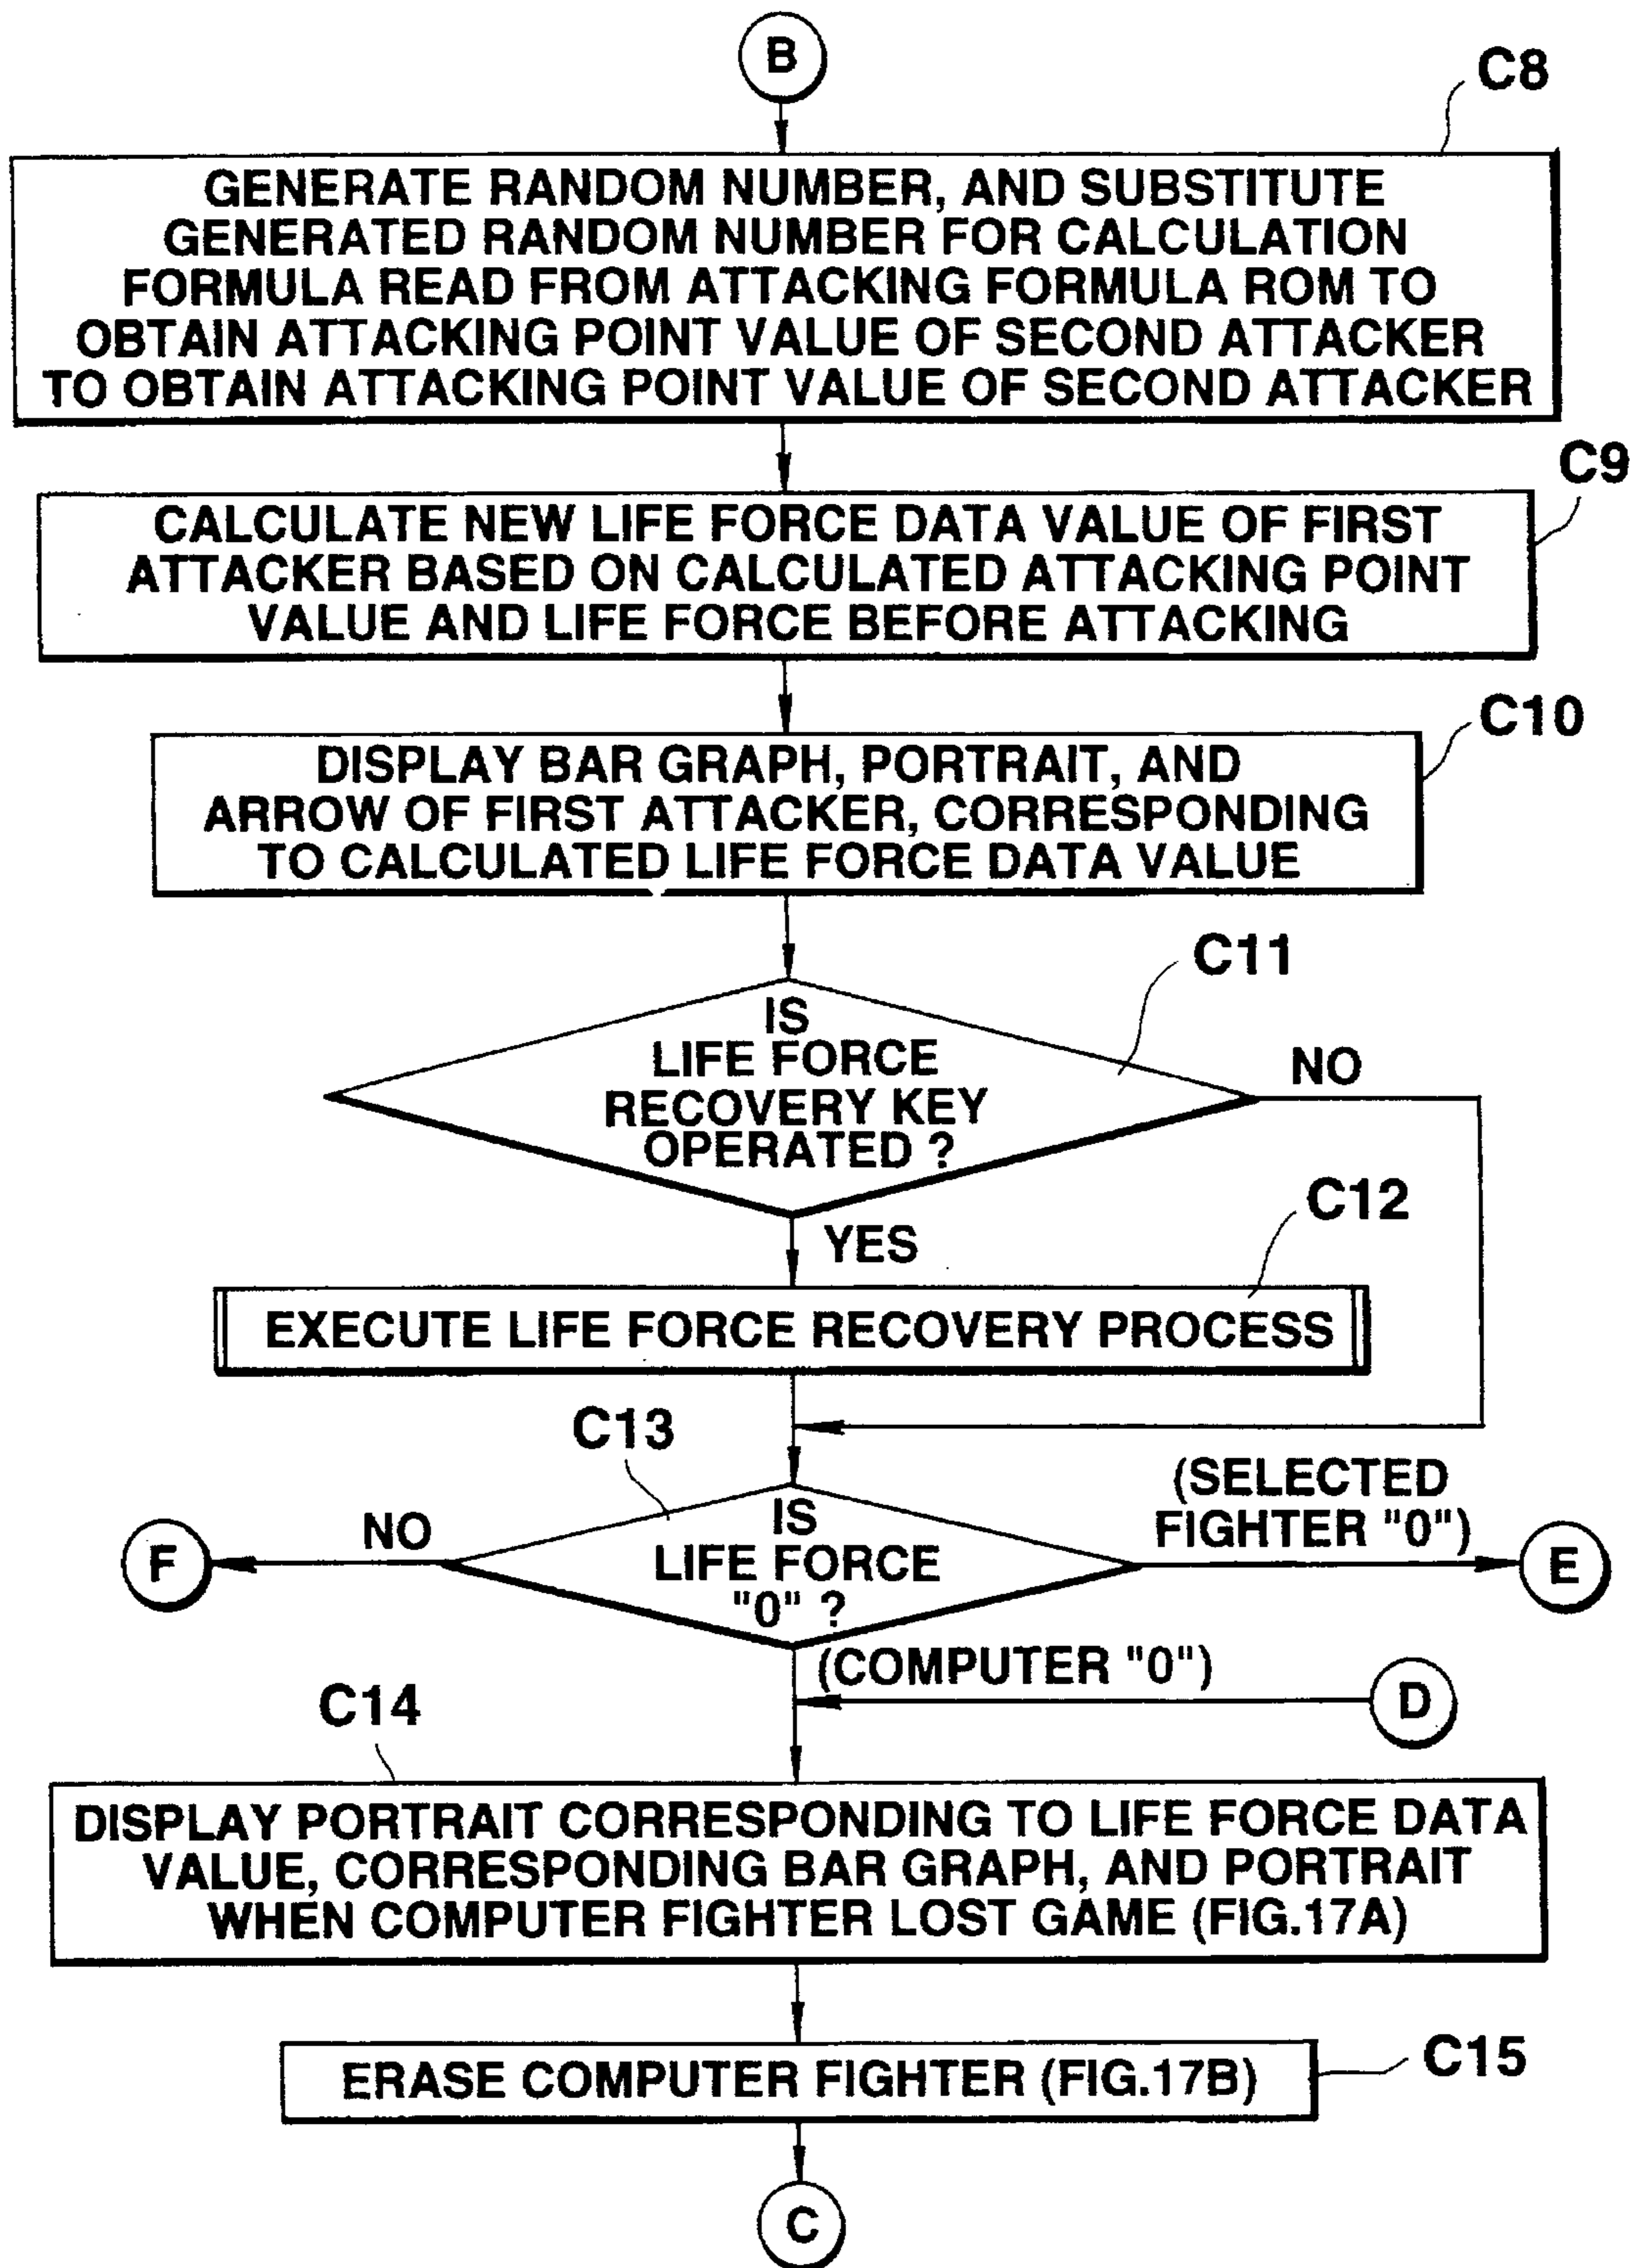 B
C8
GENERATE RANDOM NUMBER, AND SUBSTITUTE
GENERATED RANDOM NUMBER FOR CALCULATION
FORMULA READ FROM ATTACKING FORMULA ROM TO
OBTAIN ATTACKING POINT VALUE OF SECOND ATTACKER
TO OBTAIN ATTACKING POINT VALUE OF SECOND ATTACKER
C9
CALCULATE NEW LIFE FORCE DATA VALUE OF FIRST
ATTACKER BASED ON CALCULATED ATTACKING POINT
VALUE AND LIFE FORCE BEFORE ATTACKING
C10
DISPLAY BAR GRAPH, PORTRAIT, AND
ARROW OF FIRST ATTACKER, CORRESPONDING
TO CALCULATED LIFE FORCE DATA VALUE
C11
IS
LIFE FORCE
RECOVERY KEY
OPERATED ?
NO
YES
C12
EXECUTE LIFE FORCE RECOVERY PROCESS
C13
IS
LIFE FORCE
"0" ?
NO
F
(SELECTED
FIGHTER "0")
E
(COMPUTER "0")
D
C14
DISPLAY PORTRAIT CORRESPONDING TO LIFE FORCE DATA
VALUE, CORRESPONDING BAR GRAPH, AND PORTRAIT
WHEN COMPUTER FIGHTER LOST GAME (FIG.17A)
ERASE COMPUTER FIGHTER (FIG.17B)
C15
C